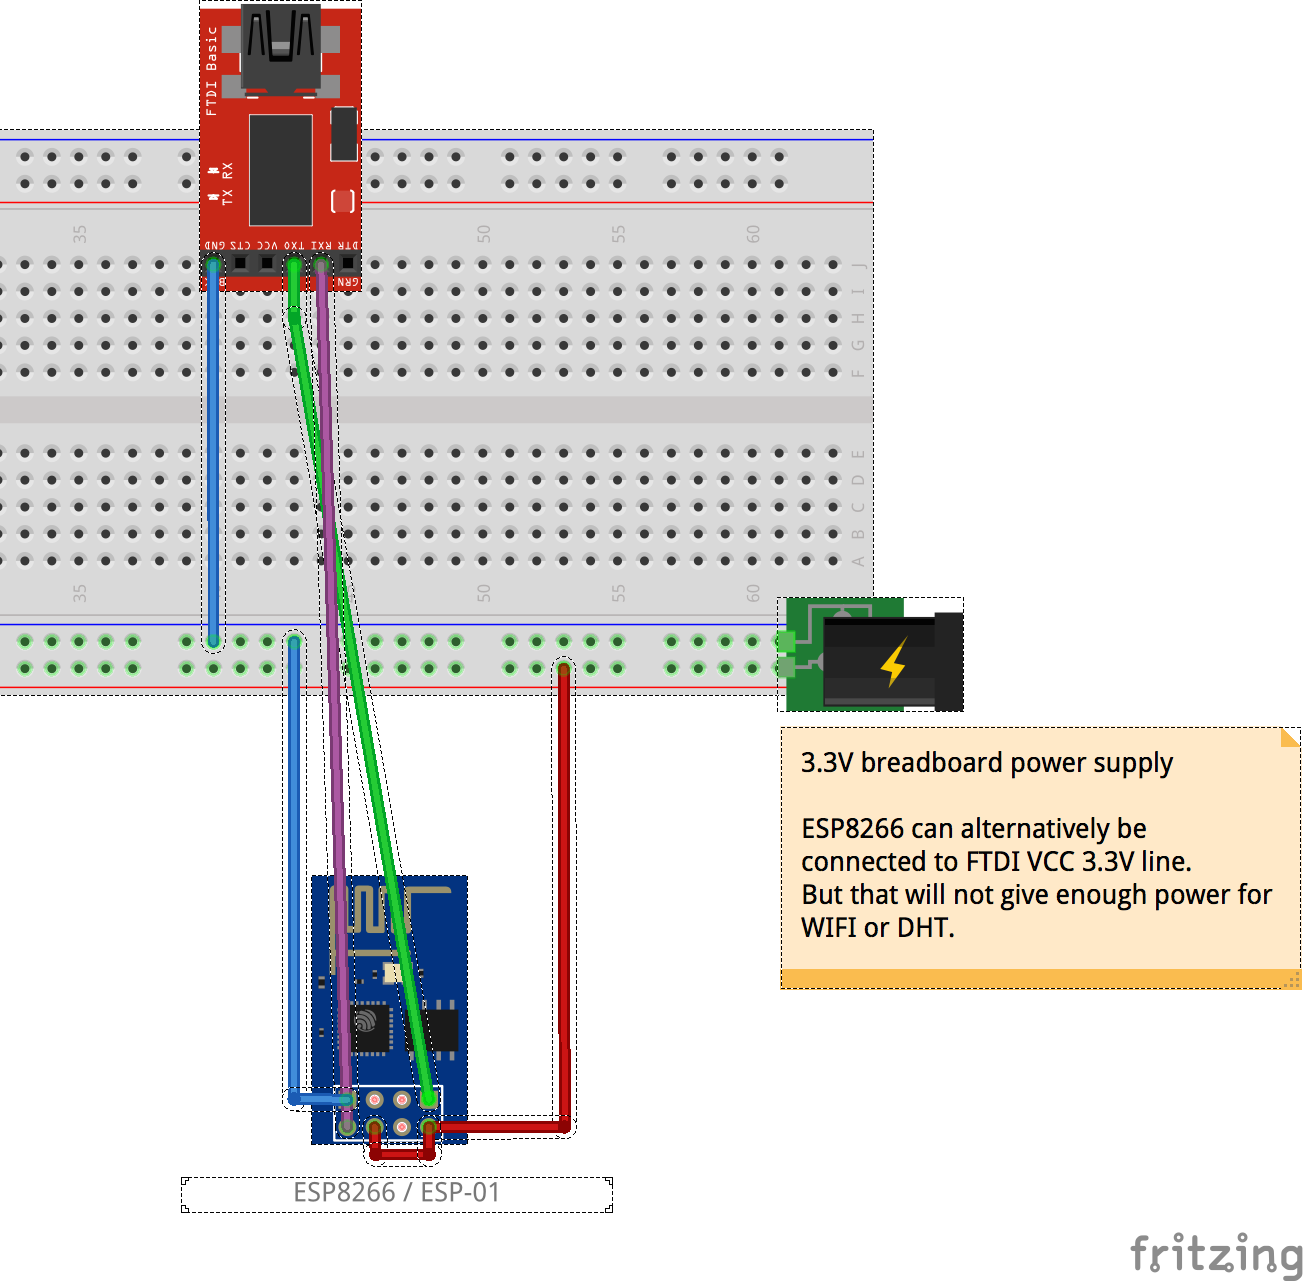 FTDI Basic
TX RX
GND CTS VCC TXO RXI DTR
GRN
35
50
55
60
J
I
H
G
F
E
D
C
B
A
35
50
55
60
3.3V breadboard power supply
ESP8266 can alternatively be
connected to FTDI VCC 3.3V line.
But that will not give enough power for
WIFI or DHT.
ESP8266 / ESP-01
fritzing